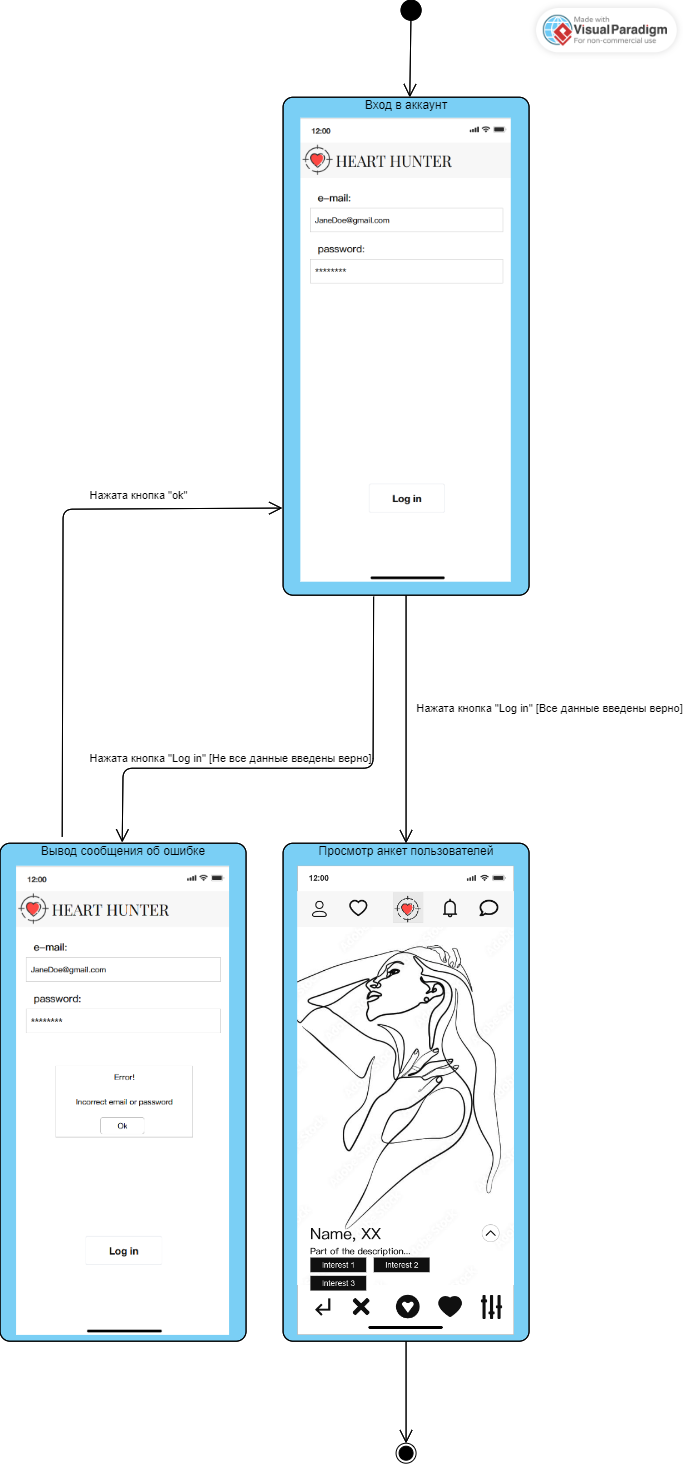 Made with
VisualParadigm
For non-commercial use
Вход в аккаунт
12:00
HEART HUNTER
e-mail:
JaneDoe@gmail.com
password:
********
Log in
Нажата кнопка "ok"
Нажата кнопка "Log in" [Все данные введены верно]
Нажата кнопка "Log in" [Не все данные введены верно]
Вывод сообщения об ошибке
12:00
HEART HUNTER
e-mail:
JaneDoe@gmail.com
password:
********
Error!
Incorrect email or password
Ok
Log in
Просмотр анкет пользователей
12:00
Name, XX
Part of the description...
Interest 1 Interest 2
Interest 3